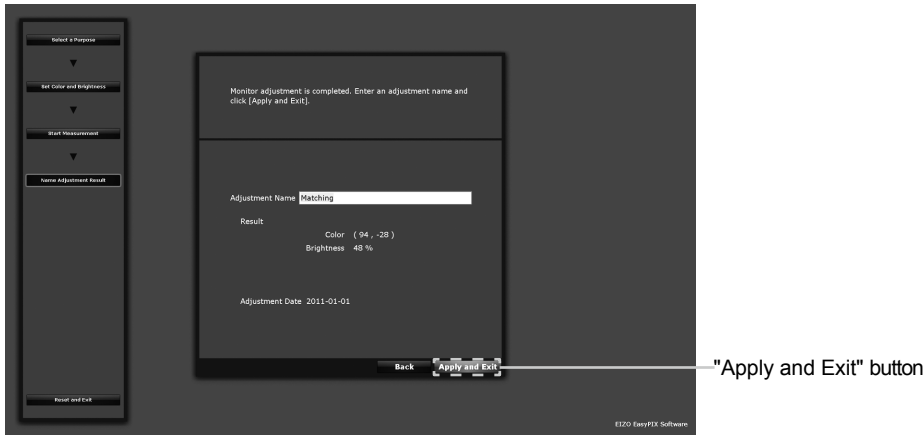 Select a Purpose
Set Color and Brightness
Start Measurement
Name Adjustment Result
Reset and Exit
Monitor adjustment is completed. Enter an adjustment name and
click [Apply and Exit].
Adjustment Name Matching
Result
Color ( 94 , -28 )
Brightness 48 %
Adjustment Date 2011-01-01
Back Apply and Exit
"Apply and Exit" button
EIZO EasyPIX Software